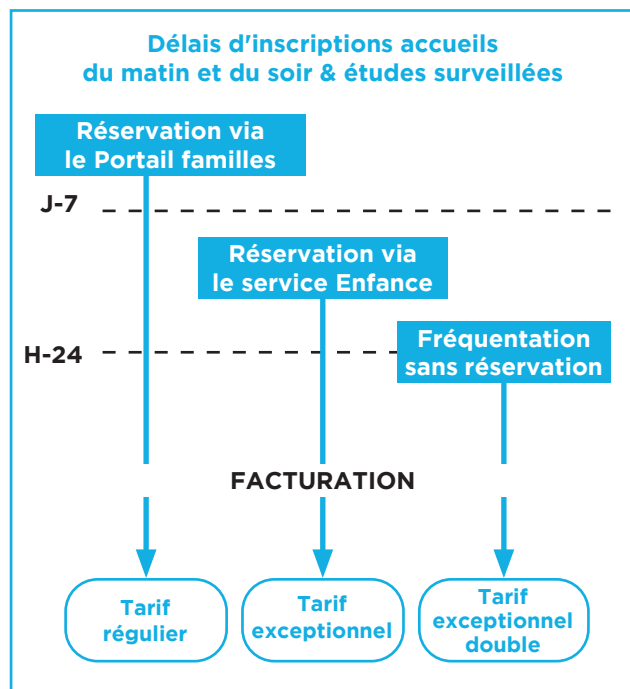 Délais d'inscriptions accueils
du matin et du soir & études surveillées
Réservation via
le Portail familles
J-7
Réservation via
le service Enfance
H-24
Fréquentation
sans réservation
FACTURATION
Tarif
régulier
Tarif
exceptionnel
Tarif
exceptionnel
double